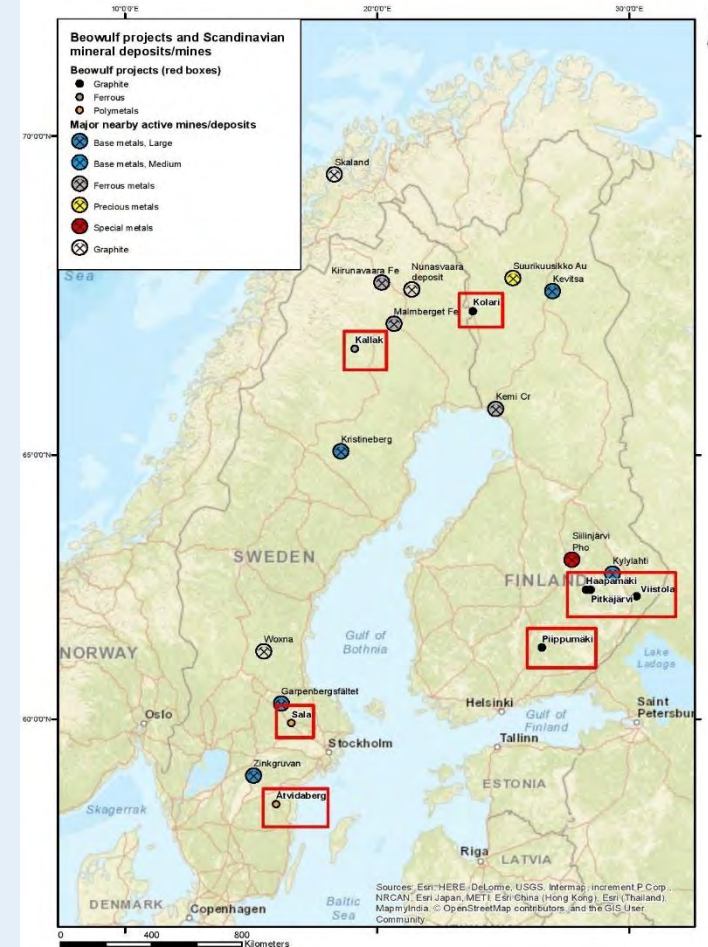 10°0'0"E
20°0'0"E
30°0'0"E
Beowulf projects and Scandinavian
mineral deposits/mines
Beowulf projects (red boxes)
Graphite
Ferrous
Polymetals
Major nearby active mines/deposits
Base metals, Large
Base metals, Medium
Ferrous metals
Precious metals
Special metals
Graphite
70°0'0"N
Skaland
Sea
Kiirunavaara Fe
Nunasvaara
deposit
Suurikuusikko Au
Kevitsa
Kolari
Malmberget Fe
Kallak
Kemi Cr
65°0'0"N
Kristineberg
Siilinjärvi
Pho
Kylylahti
SWEDEN
FINLAND
Haapamäki
Viistola
Pitkäjärvi
Piippumäki
Woxna
NORWAY
Gulf of
Bothnia
Lake
Ladoga
Garpenbergsfältet
Sala
60°0'0"N
Oslo
Helsinki
Gulf of
Finland
Saint
Petersbur
Stockholm
Tallinn
Zinkgruvan
ESTONIA
Åtvidaberg
Skagerrak
Riga
LATVIA
DENMARK
Copenhagen
Baltic
Sea
Sources: Esri, HERE, DeLorme, USGS, Intermap, increment P Corp.,
NRCAN, Esri Japan, METI, Esri China (Hong Kong), Esri (Thailand),
MapmyIndia, © OpenStreetMap contributors, and the GIS User
Community
0 400 800
Kilometers